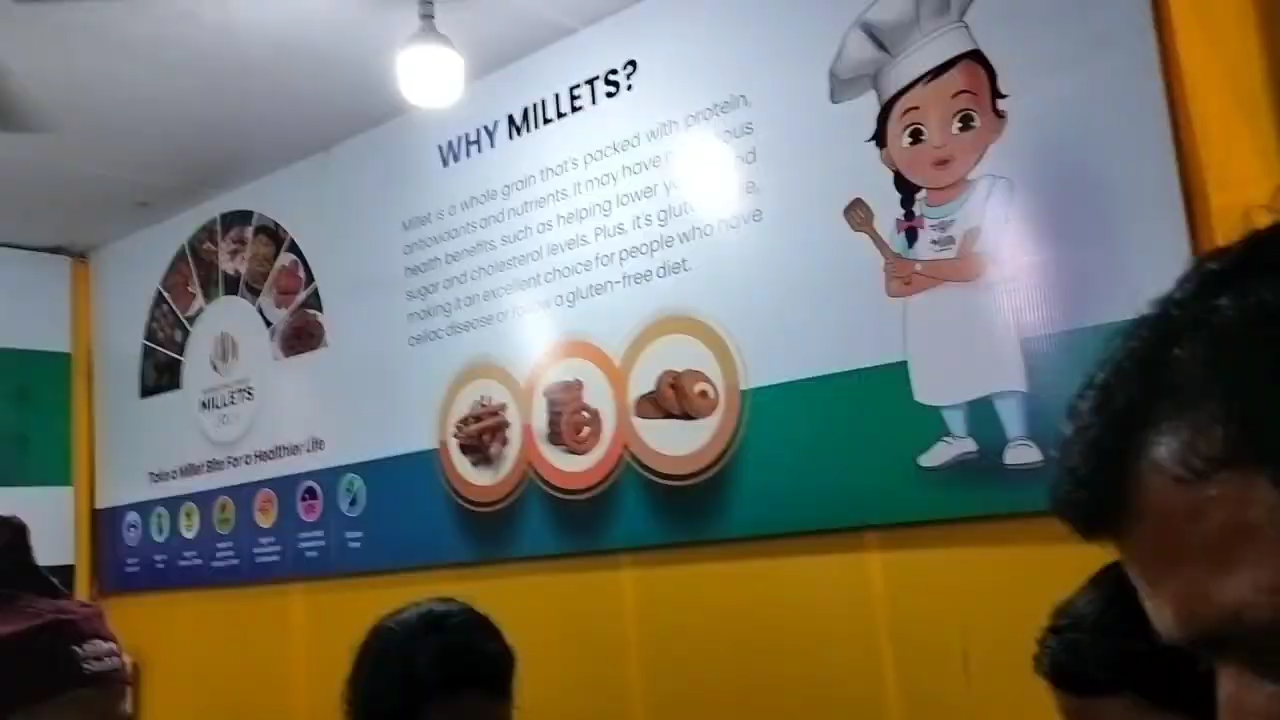 WHY MILLETS?
Millet is a whole grain that's packed with protein,
antioxidants and nutrients. It may have
health benefits, such as helping lower
sugar and cholesterol levels. Plus, it's
making it an excellent choice for people who have
celiac disease or a gluten-free diet.
MILLETS
Take a Millet Bite For a Healthier Life